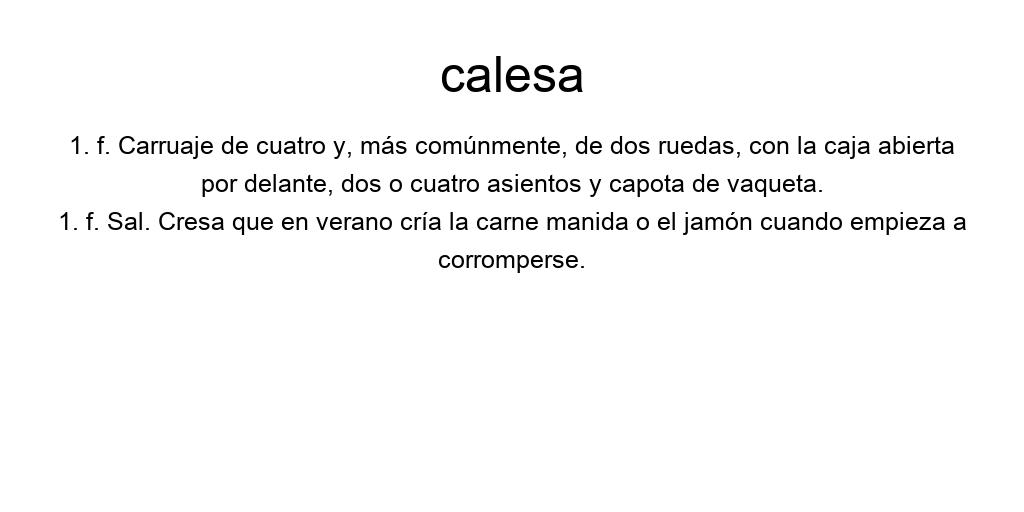 calesa
1. f. Carruaje de cuatro y, más comúnmente, de dos ruedas, con la caja abierta
por delante, dos o cuatro asientos y capota de vaqueta.
1. f. Sal. Cresa que en verano cría la carne manida o el jamón cuando empieza a
corromperse.